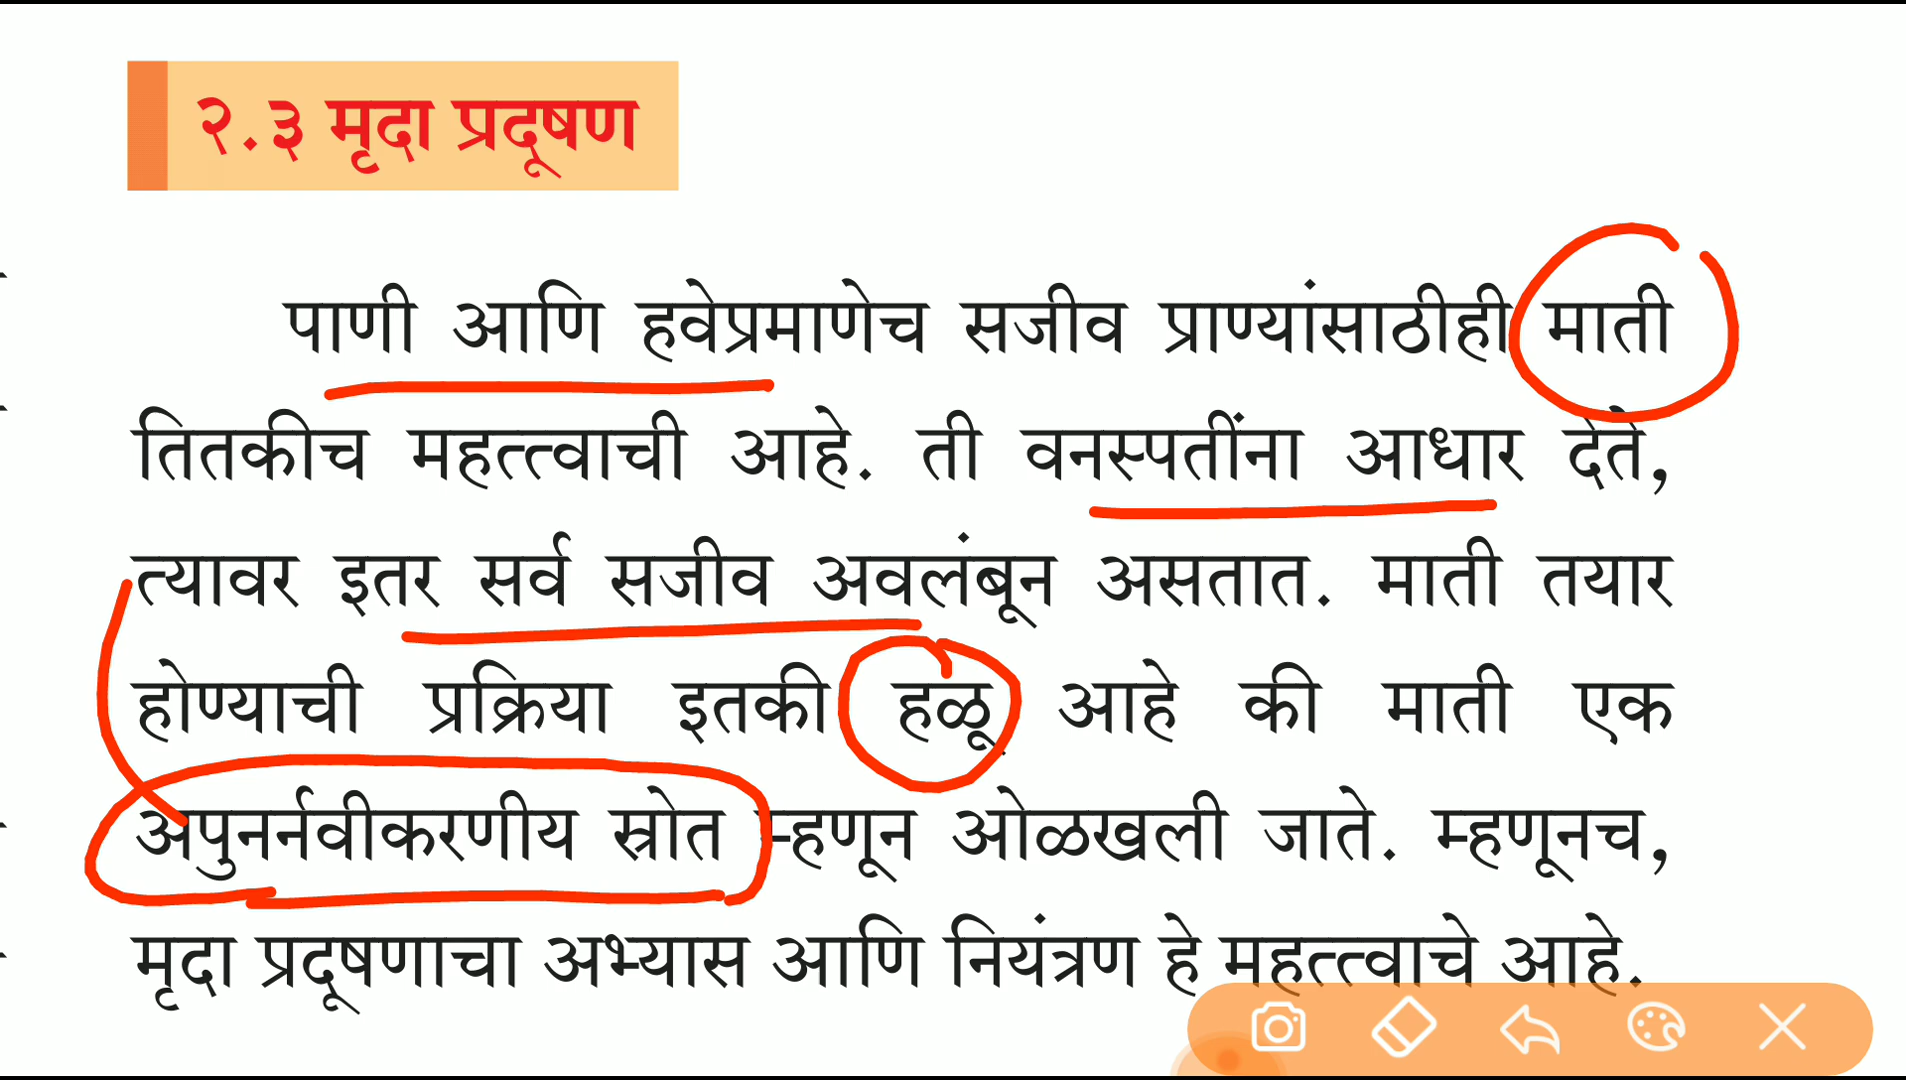 २.३ मृदा प्रदूषण
पाणी आणि हवेप्रमाणेच सजीव प्राण्यांसाठीही माती
तितकीच महत्त्वाची आहे. ती वनस्पतींना आधार देते,
त्यावर इतर सर्व सजीव अवलंबून असतात. माती तयार
होण्याची प्रक्रिया इतकी हळू आहे की माती एक
अपुनर्नवीकरणीय स्रोत म्हणून ओळखली जाते. म्हणूनच,
मृदा प्रदूषणाचा अभ्यास आणि नियंत्रण हे महत्त्वाचे आहे.